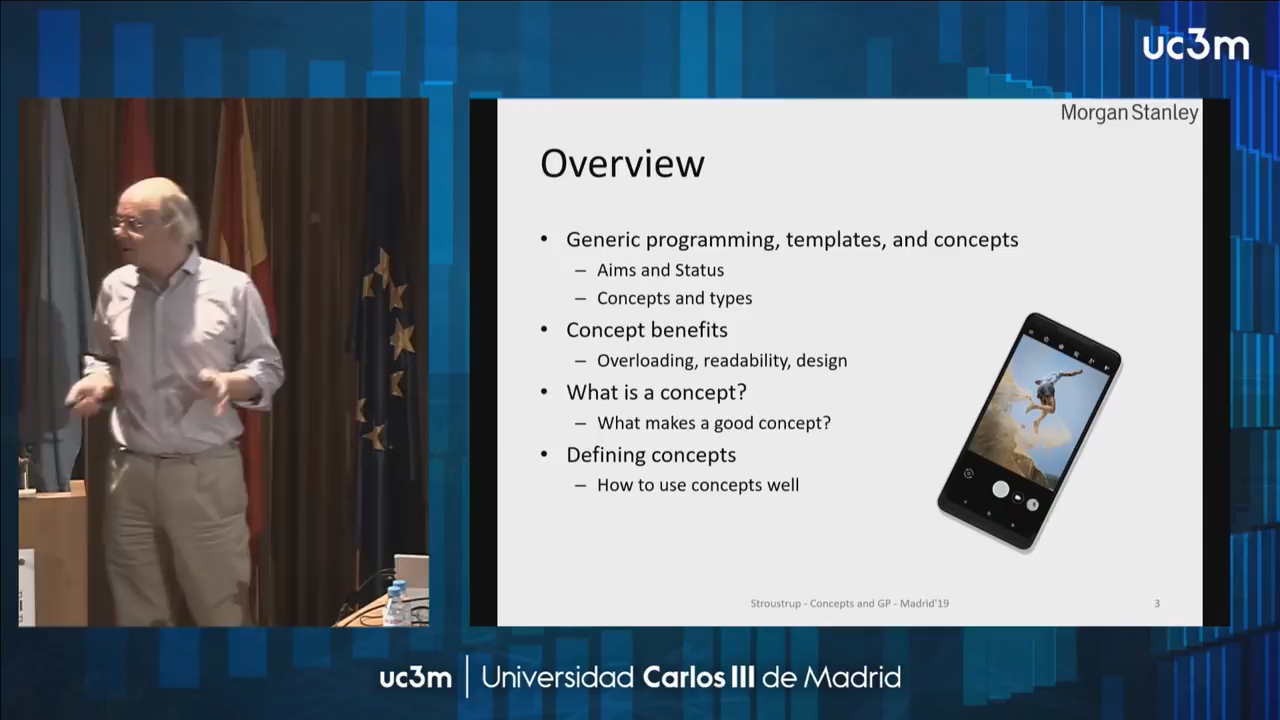 uc3m
Morgan Stanley
Overview
• Generic programming, templates, and concepts
– Aims and Status
– Concepts and types
• Concept benefits
– Overloading, readability, design
• What is a concept?
– What makes a good concept?
• Defining concepts
– How to use concepts well
Stroustrup - Concepts and GP - Madrid'19
3
uc3m | Universidad Carlos III de Madrid